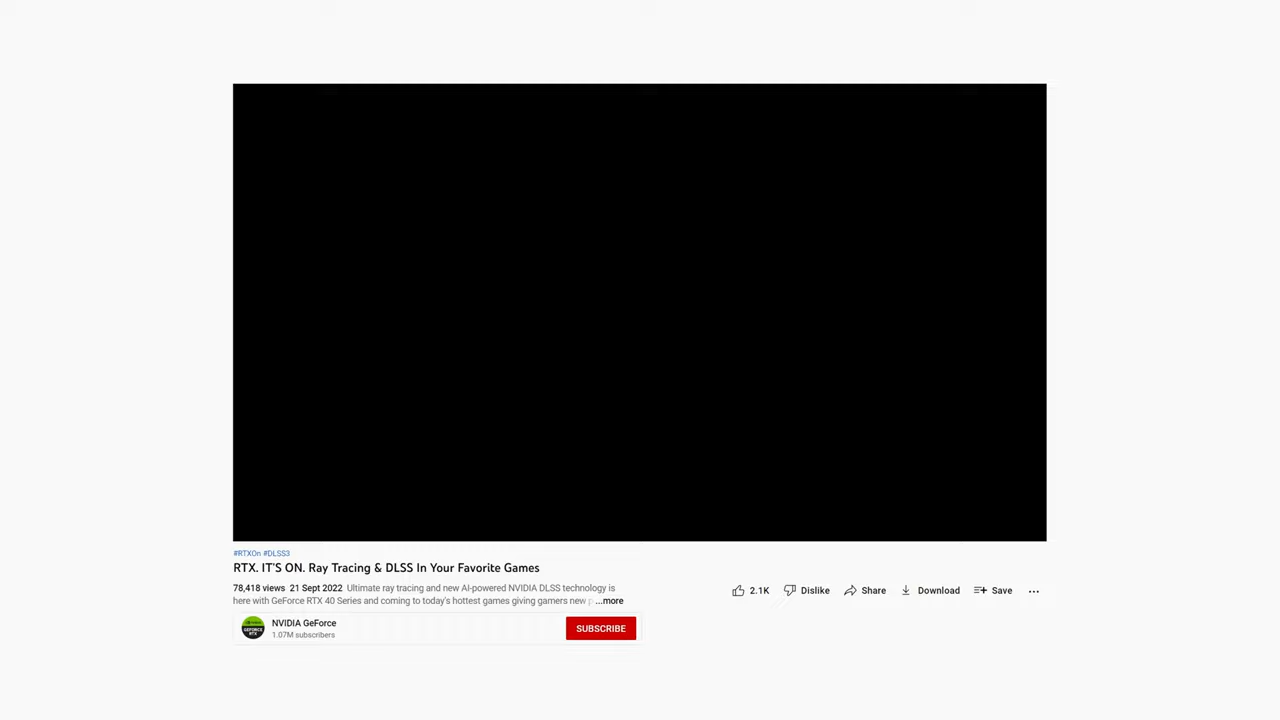 #RTXOn #DLSS3
RTX. IT'S ON. Ray Tracing & DLSS In Your Favorite Games
78,418 views 21 Sept 2022 Ultimate ray tracing and new AI-powered NVIDIA DLSS technology is
here with GeForce RTX 40 Series and coming to today's hottest games giving gamers new ...more
2.1K Dislike Share Download Save
NVIDIA GeForce
1.07M subscribers
SUBSCRIBE
GEFORCE
RTX